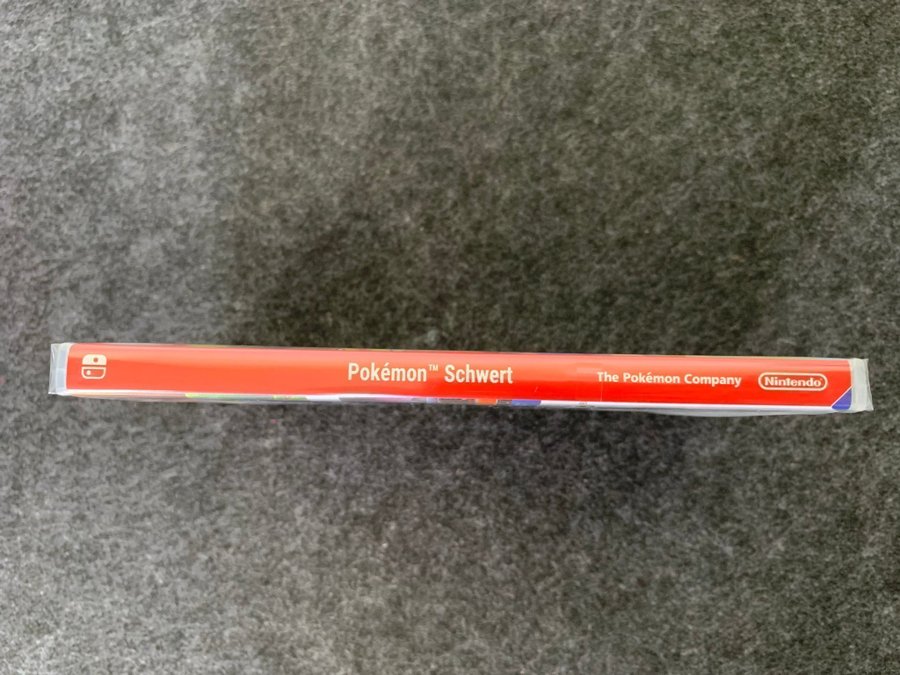 Pokémon™ Schwert
The Pokémon Company
Nintendo